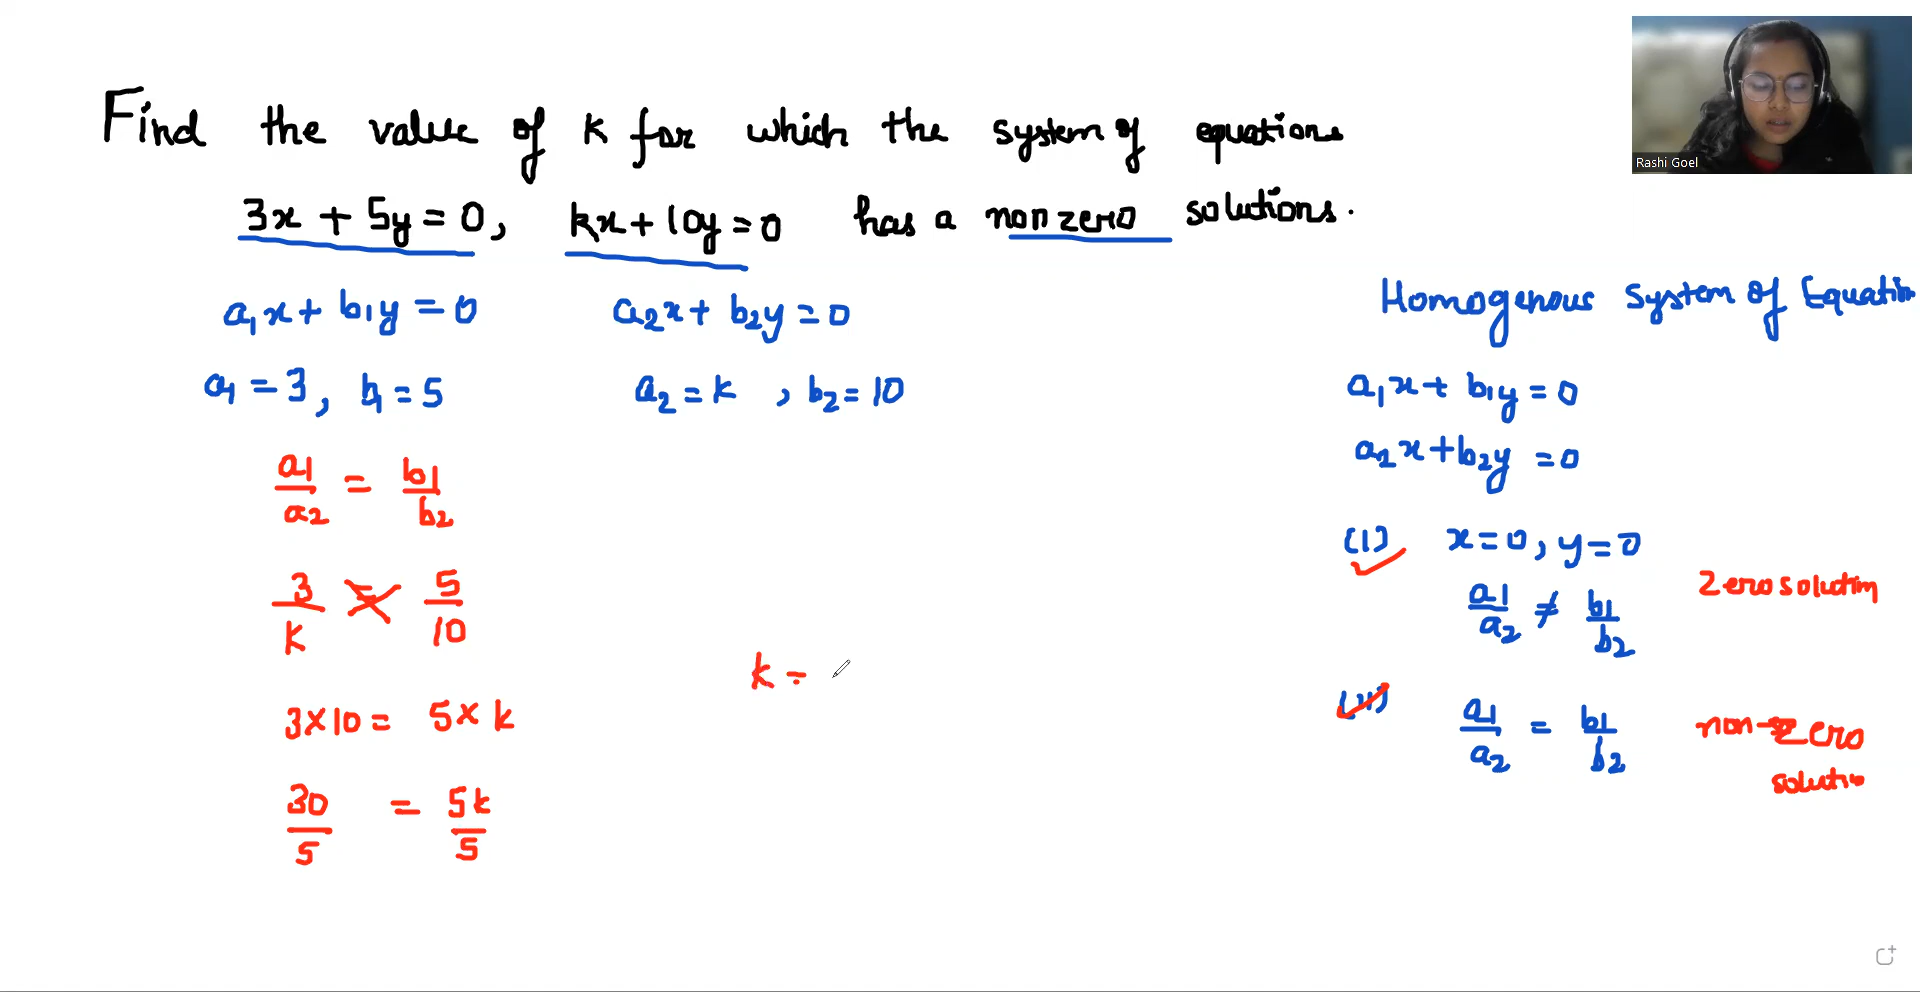 Find the value of k for which the system of equations
3x + 5y = 0, kx + 10y = 0 has a non zero solutions.
a1x + b1y = 0 a2x + b2y = 0
a1 = 3, b1 = 5 a2 = k , b2 = 10
a1/a2 = b1/b2
3/K = 5/10
3×10 = 5×k
30/5 = 5k/5
k =
Homogenous System of Equation
a1x + b1y = 0
a2x + b2y = 0
(I) x = 0, y = 0
a1/a2 ≠ b1/b2 Zero solution
(II) a1/a2 = b1/b2 non-zero
solution
Rashi Goel